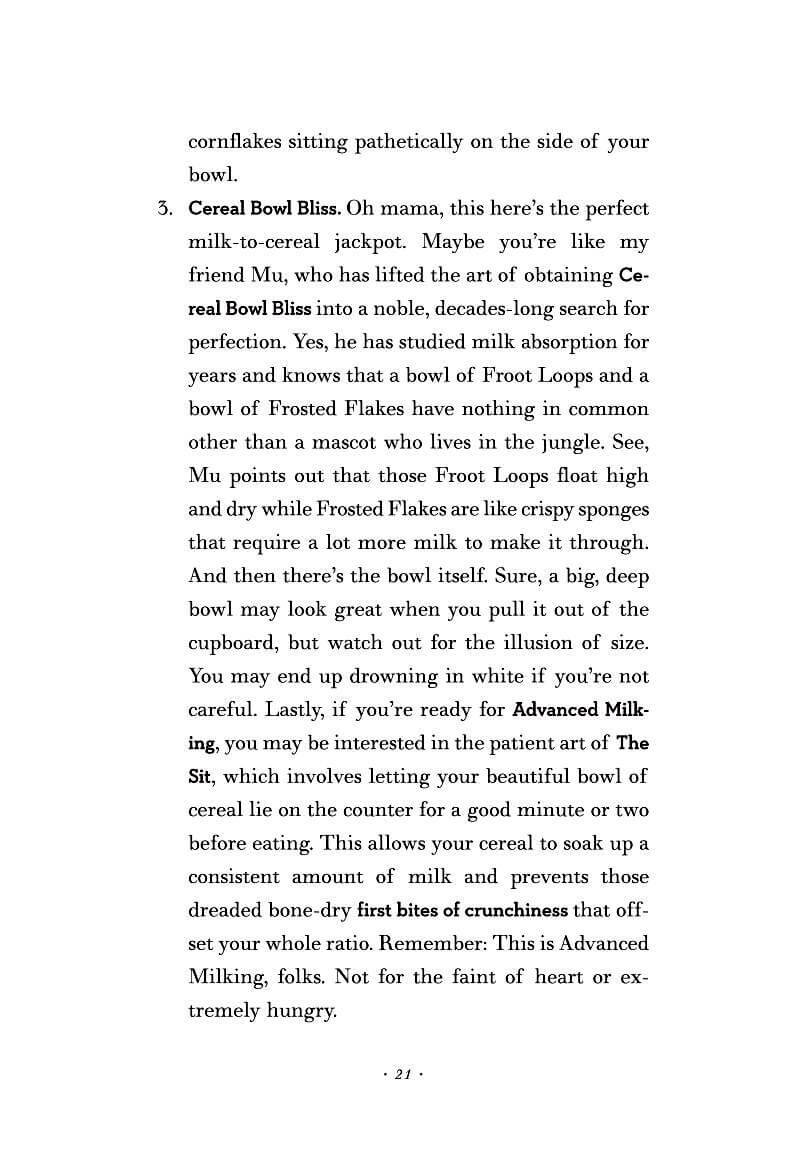 cornflakes sitting pathetically on the side of your
bowl.
3. Cereal Bowl Bliss. Oh mama, this here’s the perfect
milk-to-cereal jackpot. Maybe you’re like my
friend Mu, who has lifted the art of obtaining Ce-
real Bowl Bliss into a noble, decades-long search for
perfection. Yes, he has studied milk absorption for
years and knows that a bowl of Froot Loops and a
bowl of Frosted Flakes have nothing in common
other than a mascot who lives in the jungle. See,
Mu points out that those Froot Loops float high
and dry while Frosted Flakes are like crispy sponges
that require a lot more milk to make it through.
And then there’s the bowl itself. Sure, a big, deep
bowl may look great when you pull it out of the
cupboard, but watch out for the illusion of size.
You may end up drowning in white if you’re not
careful. Lastly, if you’re ready for Advanced Milk-
ing, you may be interested in the patient art of The
Sit, which involves letting your beautiful bowl of
cereal lie on the counter for a good minute or two
before eating. This allows your cereal to soak up a
consistent amount of milk and prevents those
dreaded bone-dry first bites of crunchiness that off-
set your whole ratio. Remember: This is Advanced
Milking, folks. Not for the faint of heart or ex-
tremely hungry.
· 21 ·